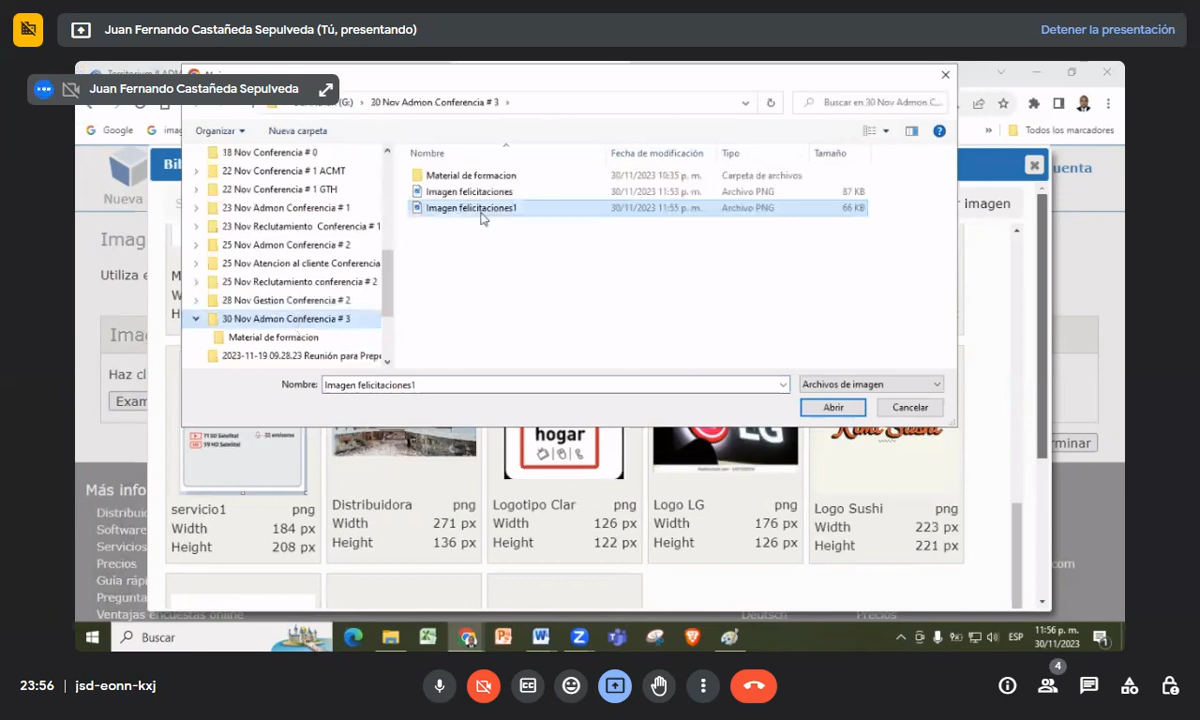 Juan Fernando Castañeda Sepulveda (Tú, presentando)
Detener la presentación
Juan Fernando Castañeda Sepulveda
(G:) › 30 Nov Admon Conferencia # 3 ›
Buscar en 30 Nov Admon C...
Organizar
Nueva carpeta
Google
Todos los marcadores
18 Nov Conferencia # 0
22 Nov Conferencia # 1 ACMT
22 Nov Conferencia # 1 GTH
23 Nov Admon Conferencia # 1
23 Nov Reclutamiento Conferencia # 1
25 Nov Admon Conferencia # 2
25 Nov Atencion al cliente Conferencia
25 Nov Reclutamiento conferencia # 2
28 Nov Gestion Conferencia # 2
30 Nov Admon Conferencia # 3
Material de formacion
2023-11-19 09.28.23 Reunión para Prepa
Nombre Fecha de modificación Tipo Tamaño
Material de formacion 30/11/2023 10:35 p. m. Carpeta de archivos
Imagen felicitaciones 30/11/2023 11:53 p. m. Archivo PNG 87 KB
Imagen felicitaciones1 30/11/2023 11:55 p. m. Archivo PNG 66 KB
Nombre: Imagen felicitaciones1
Archivos de imagen
Abrir
Cancelar
Nueva
Bi
uenta
r imagen
Imag
Utiliza e
Ima
Haz cl
Exam
M
W
H
rminar
hogar
LG
servicio1 png
Width 184 px
Height 208 px
Distribuidora png
Width 271 px
Height 136 px
Logotipo Clar png
Width 126 px
Height 122 px
Logo LG png
Width 176 px
Height 126 px
Logo Sushi png
Width 223 px
Height 221 px
Más info
Distribuid
Software
Servicios
Precios
Guía ráp
Pregunta
Ventajas encuestas online
Deutsch
Precios
.com
Buscar
ESP
11:56 p. m.
30/11/2023
1
23:56 | jsd-eonn-kxj
4